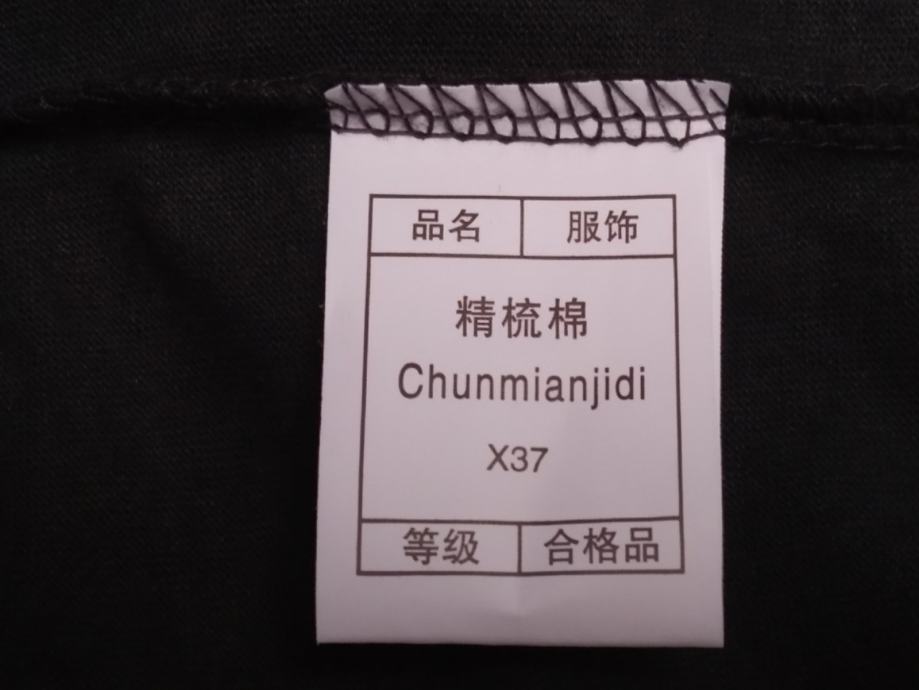 品名 服饰
精梳棉
Chunmianjidi
X37
等级 合格品